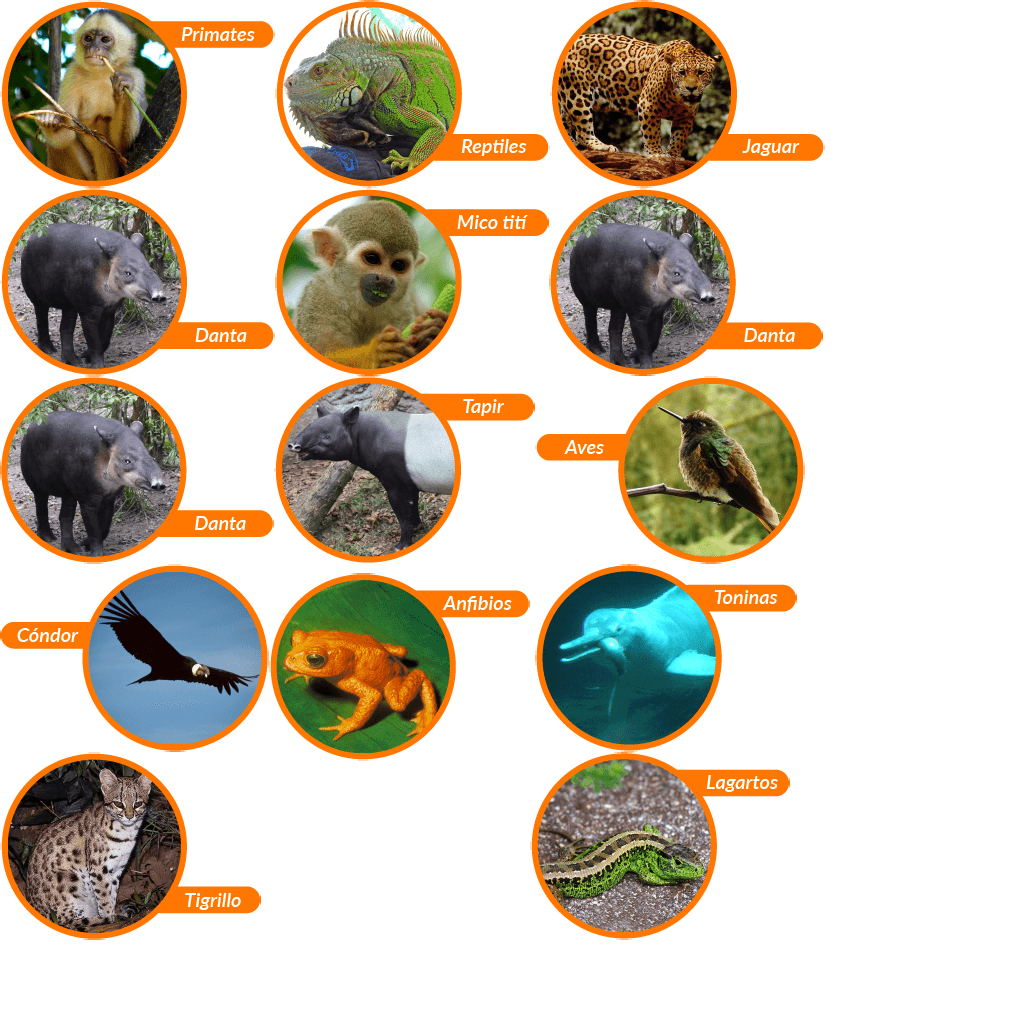 Primates
Reptiles
Jaguar
Danta
Mico tití
Danta
Danta
Tapir
Aves
Cóndor
Anfibios
Toninas
Tigrillo
Lagartos